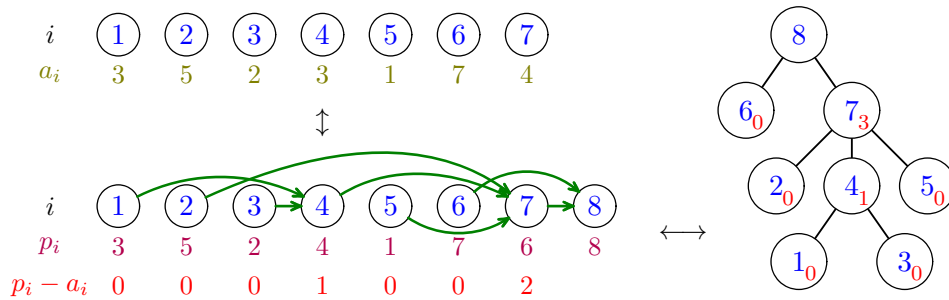 i 1 2 3 4 5 6 7
a_i 3 5 2 3 1 7 4
↕
i 1 2 3 4 5 6 7 8
p_i 3 5 2 4 1 7 6 8
p_i − a_i 0 0 0 1 0 0 2
⟷
8
6_0 7_3
2_0 4_1 5_0
1_0 3_0